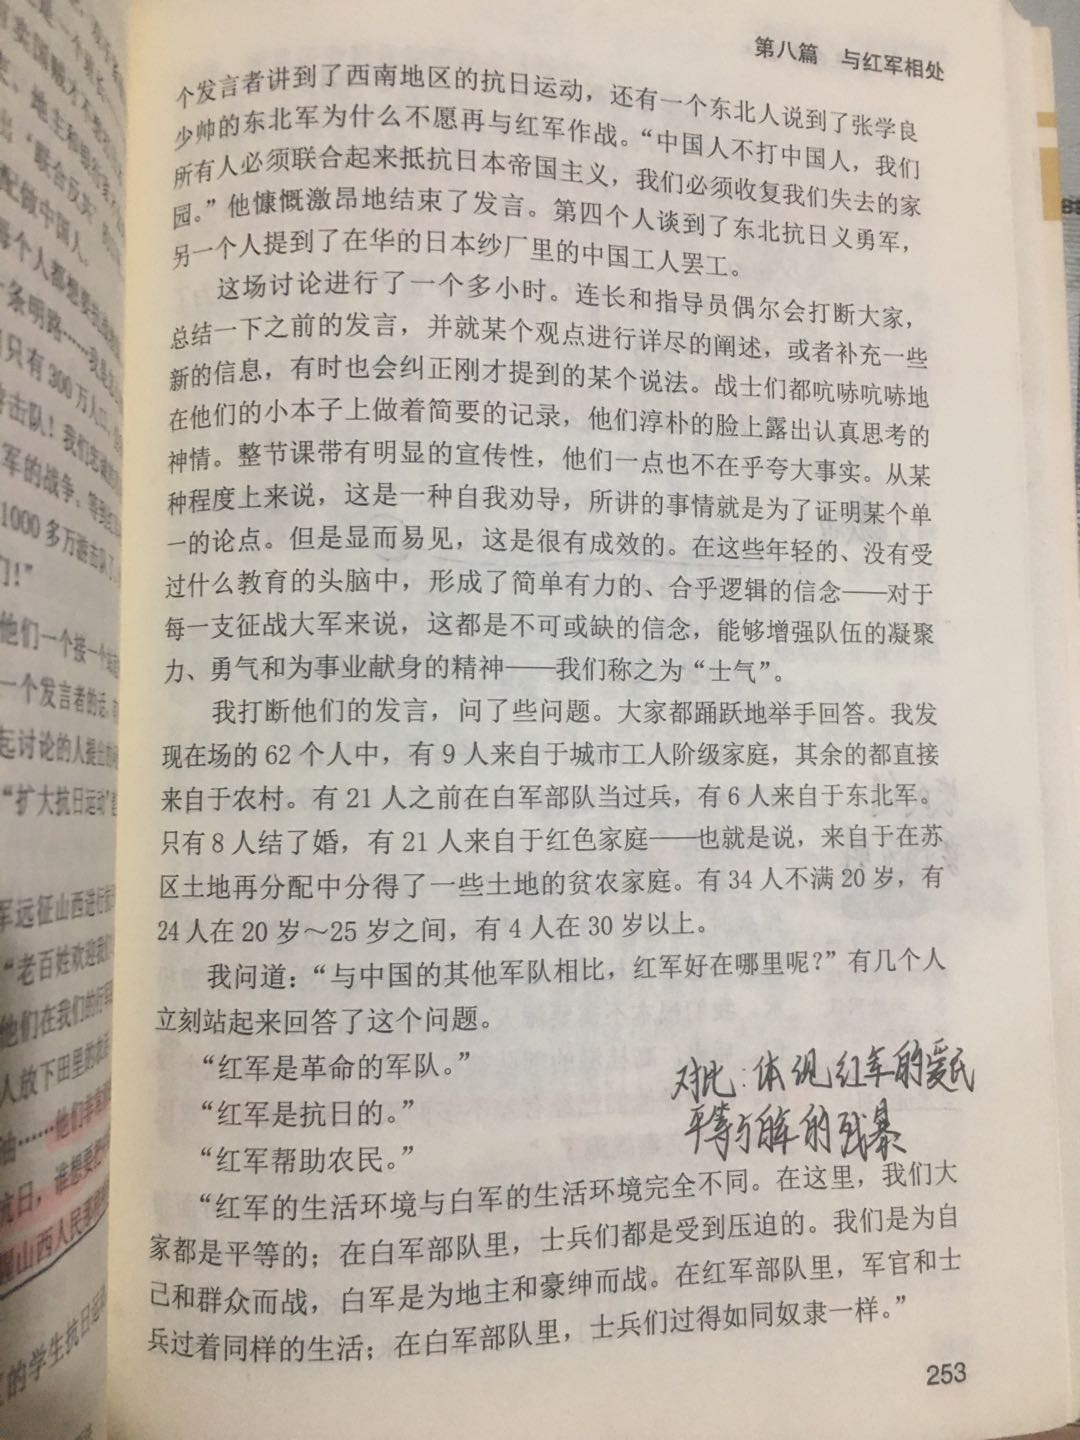 第八篇 与红军相处
个发言者讲到了西南地区的抗日运动，还有一个东北人说到了张学良
少帅的东北军为什么不愿再与红军作战。“中国人不打中国人，我们
所有人必须联合起来抵抗日本帝国主义，我们必须收复我们失去的家
园。”他慷慨激昂地结束了发言。第四个人谈到了东北抗日义勇军，
另一个人提到了在华的日本纱厂里的中国工人罢工。
这场讨论进行了一个多小时。连长和指导员偶尔会打断大家，
总结一下之前的发言，并就某个观点进行详尽的阐述，或者补充一些
新的信息，有时也会纠正刚才提到的某个说法。战士们都吭哧吭哧地
在他们的小本子上做着简要的记录，他们淳朴的脸上露出认真思考的
神情。整节课带有明显的宣传性，他们一点也不在乎夸大事实。从某
种程度上来说，这是一种自我劝导，所讲的事情就是为了证明某个单
一的论点。但是显而易见，这是很有成效的。在这些年轻的、没有受
过什么教育的头脑中，形成了简单有力的、合乎逻辑的信念——对于
每一支征战大军来说，这都是不可或缺的信念，能够增强队伍的凝聚
力、勇气和为事业献身的精神——我们称之为“士气”。
我打断他们的发言，问了些问题。大家都踊跃地举手回答。我发
现在场的 62 个人中，有 9 人来自于城市工人阶级家庭，其余的都直接
来自于农村。有 21 人之前在白军部队当过兵，有 6 人来自于东北军。
只有 8 人结了婚，有 21 人来自于红色家庭——也就是说，来自于在苏
区土地再分配中分得了一些土地的贫农家庭。有 34 人不满 20 岁，有
24 人在 20 岁～25 岁之间，有 4 人在 30 岁以上。
我问道：“与中国的其他军队相比，红军好在哪里呢？”有几个人
立刻站起来回答了这个问题。
“红军是革命的军队。”
“红军是抗日的。”
“红军帮助农民。”
对比：体现红军的爱民
平等与白军的残暴
“红军的生活环境与白军的生活环境完全不同。在这里，我们大
家都是平等的；在白军部队里，士兵们都是受到压迫的。我们是为自
己和群众而战，白军是为地主和豪绅而战。在红军部队里，军官和士
兵过着同样的生活；在白军部队里，士兵们过得如同奴隶一样。”
253